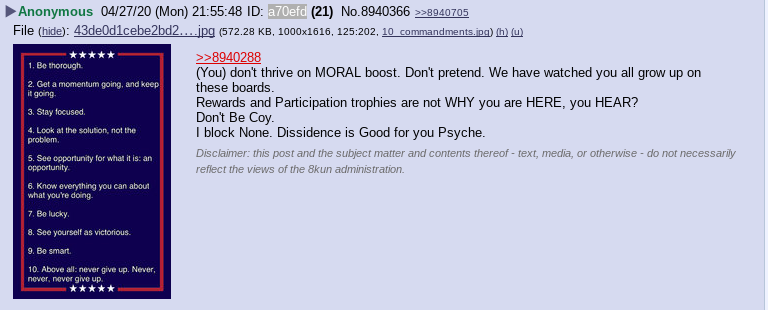 Anonymous 04/27/20 (Mon) 21:55:48 ID: a70efd (21) No.8940366 >>8940705
File (hide): 43de0d1cebe2bd2….jpg (572.28 KB, 1000x1616, 125:202, 10_commandments.jpg) (h) (u)
★★★★★
1. Be thorough.
2. Get a momentum going, and keep
it going.
3. Stay focused.
4. Look at the solution, not the
problem.
5. See opportunity for what it is: an
opportunity.
6. Know everything you can about
what you're doing.
7. Be lucky.
8. See yourself as victorious.
9. Be smart.
10. Above all: never give up. Never,
never, never give up.
★★★★★
>>8940288
(You) don't thrive on MORAL boost. Don't pretend. We have watched you all grow up on
these boards.
Rewards and Participation trophies are not WHY you are HERE, you HEAR?
Don't Be Coy.
I block None. Dissidence is Good for you Psyche.
Disclaimer: this post and the subject matter and contents thereof - text, media, or otherwise - do not necessarily
reflect the views of the 8kun administration.